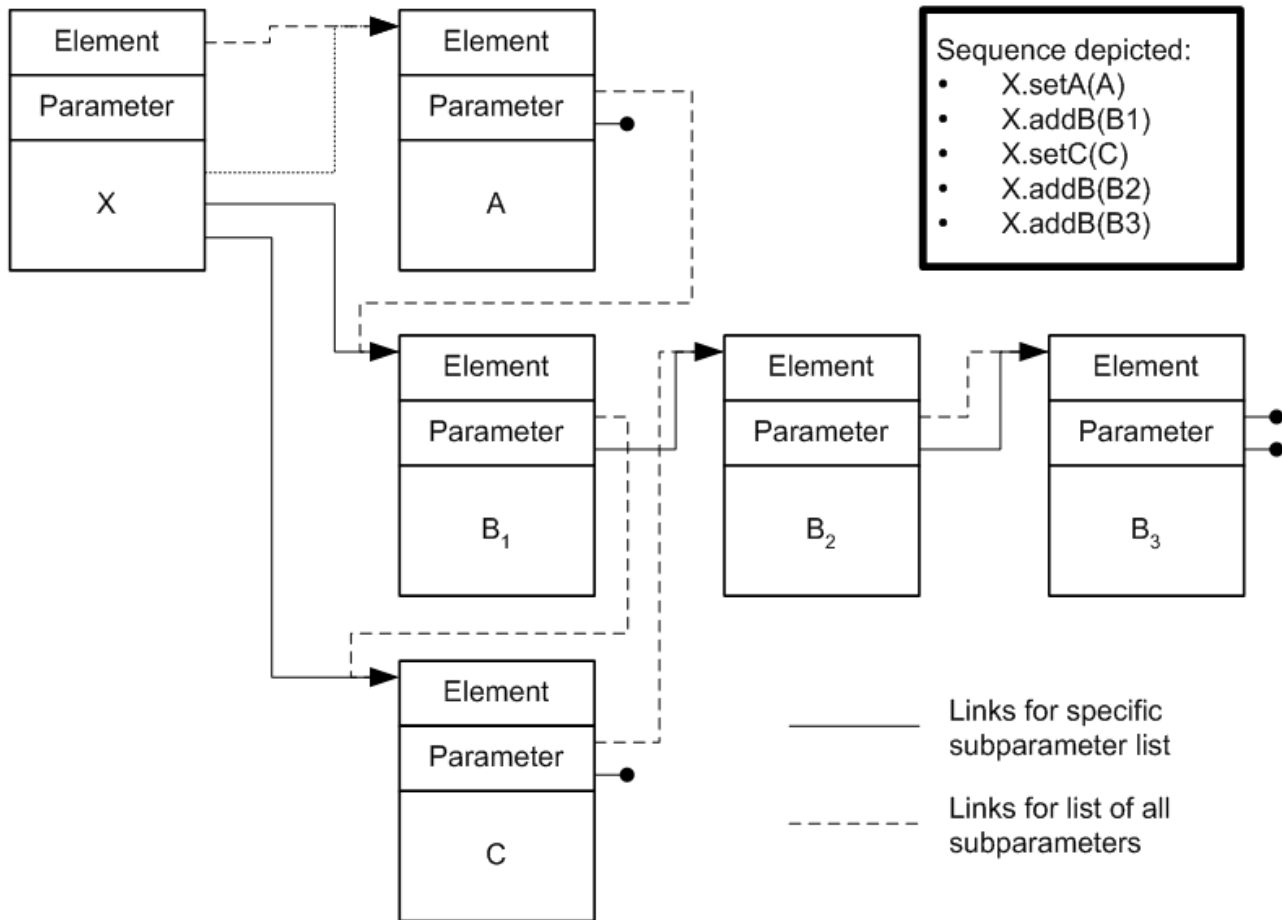 Element
Parameter
X
Element
Parameter
A
Sequence depicted:
• X.setA(A)
• X.addB(B1)
• X.setC(C)
• X.addB(B2)
• X.addB(B3)
Element
Parameter
B₁
Element
Parameter
B₂
Element
Parameter
B₃
Element
Parameter
C
Links for specific
subparameter list
Links for list of all
subparameters